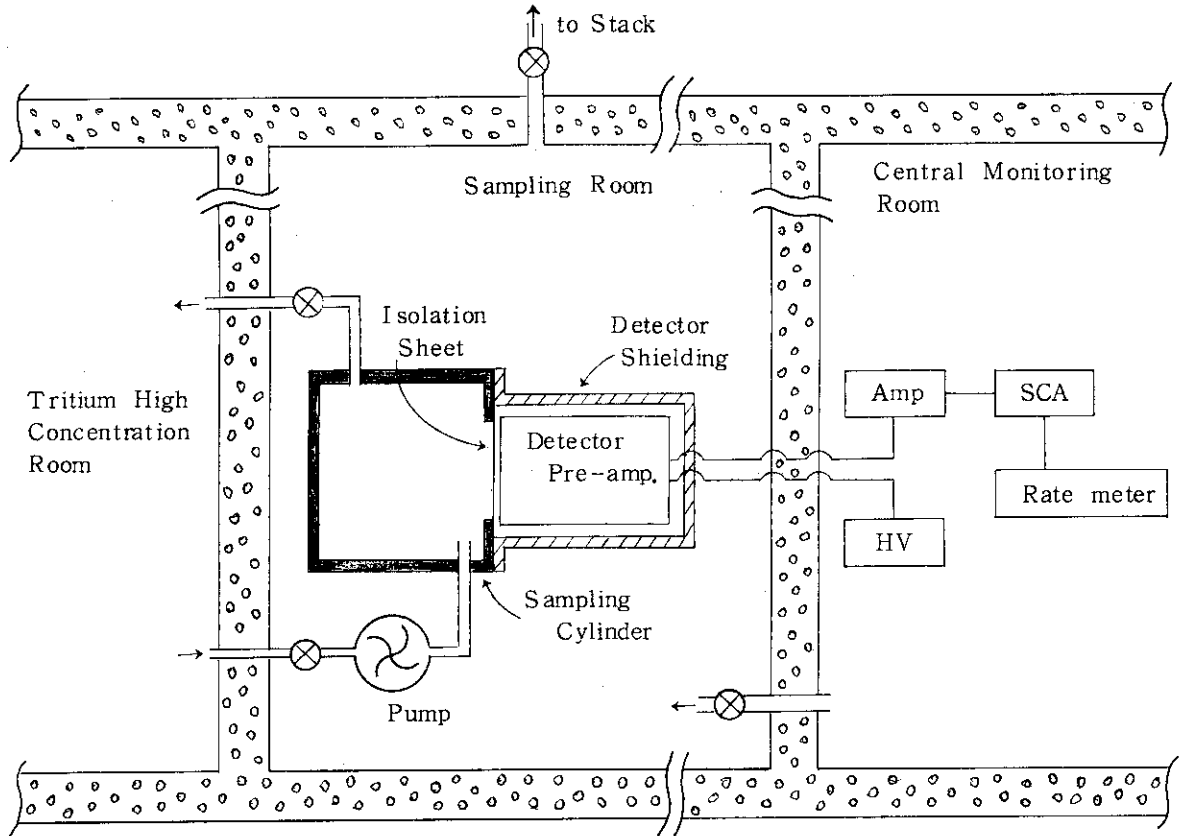 to Stack
Sampling Room
Central Monitoring
Room
Isolation
Sheet
Detector
Shielding
Tritium High
Concentration
Room
Detector
Pre-amp.
Amp
SCA
Rate meter
HV
Sampling
Cylinder
Pump